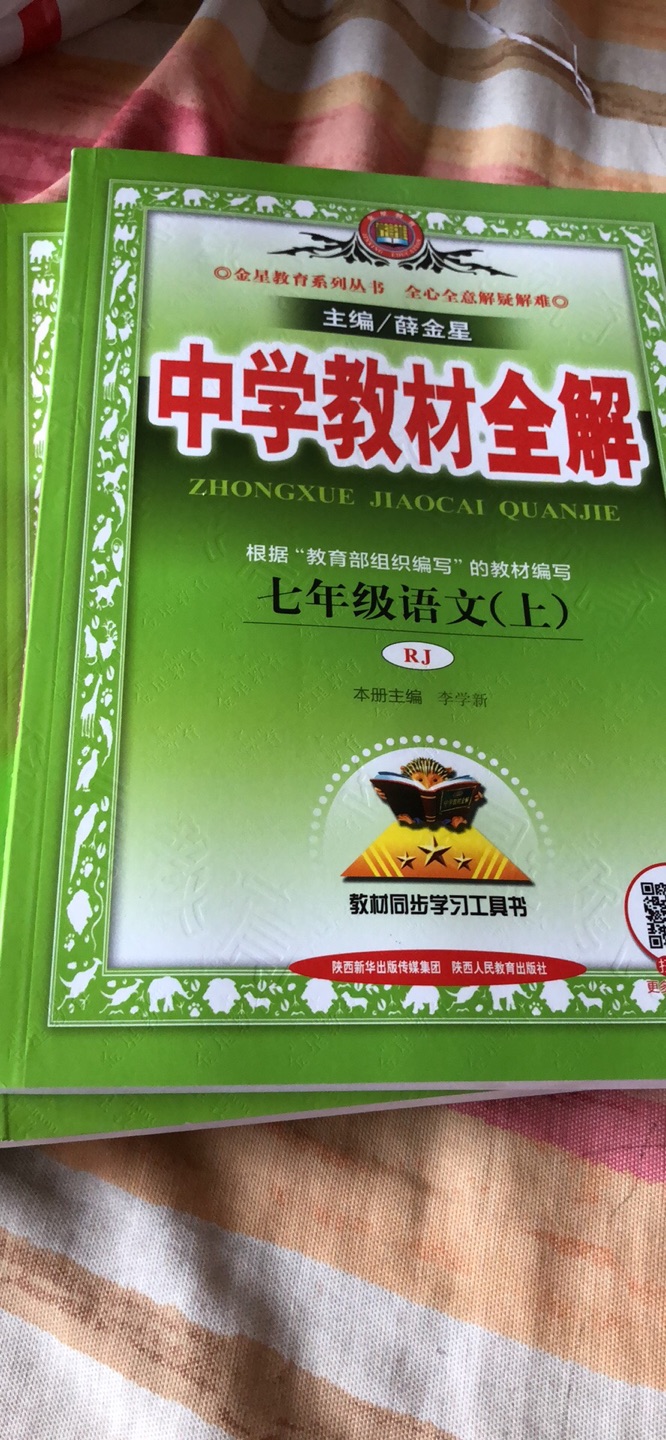 ◎金星教育系列丛书 全心全意解疑解难◎
主编/薛金星
中学教材全解
ZHONGXUE JIAOCAI QUANJIE
根据“教育部组织编写”的教材编写
七年级语文(上)
RJ
本册主编 李学新
教材同步学习工具书
陕西新华出版传媒集团 陕西人民教育出版社